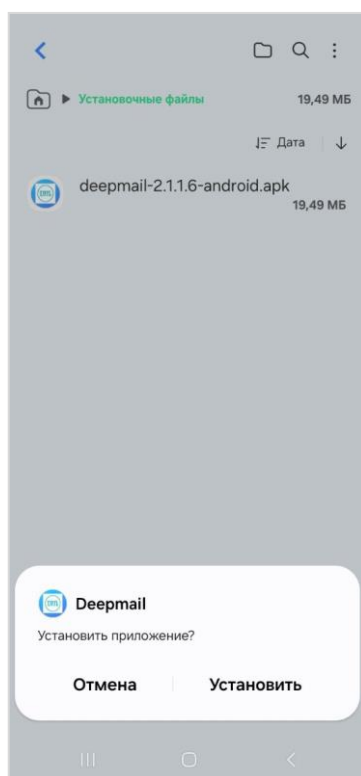 Установочные файлы 19,49 МБ
Дата
deepmail-2.1.1.6-android.apk
19,49 МБ
Deepmail
Установить приложение?
Отмена Установить